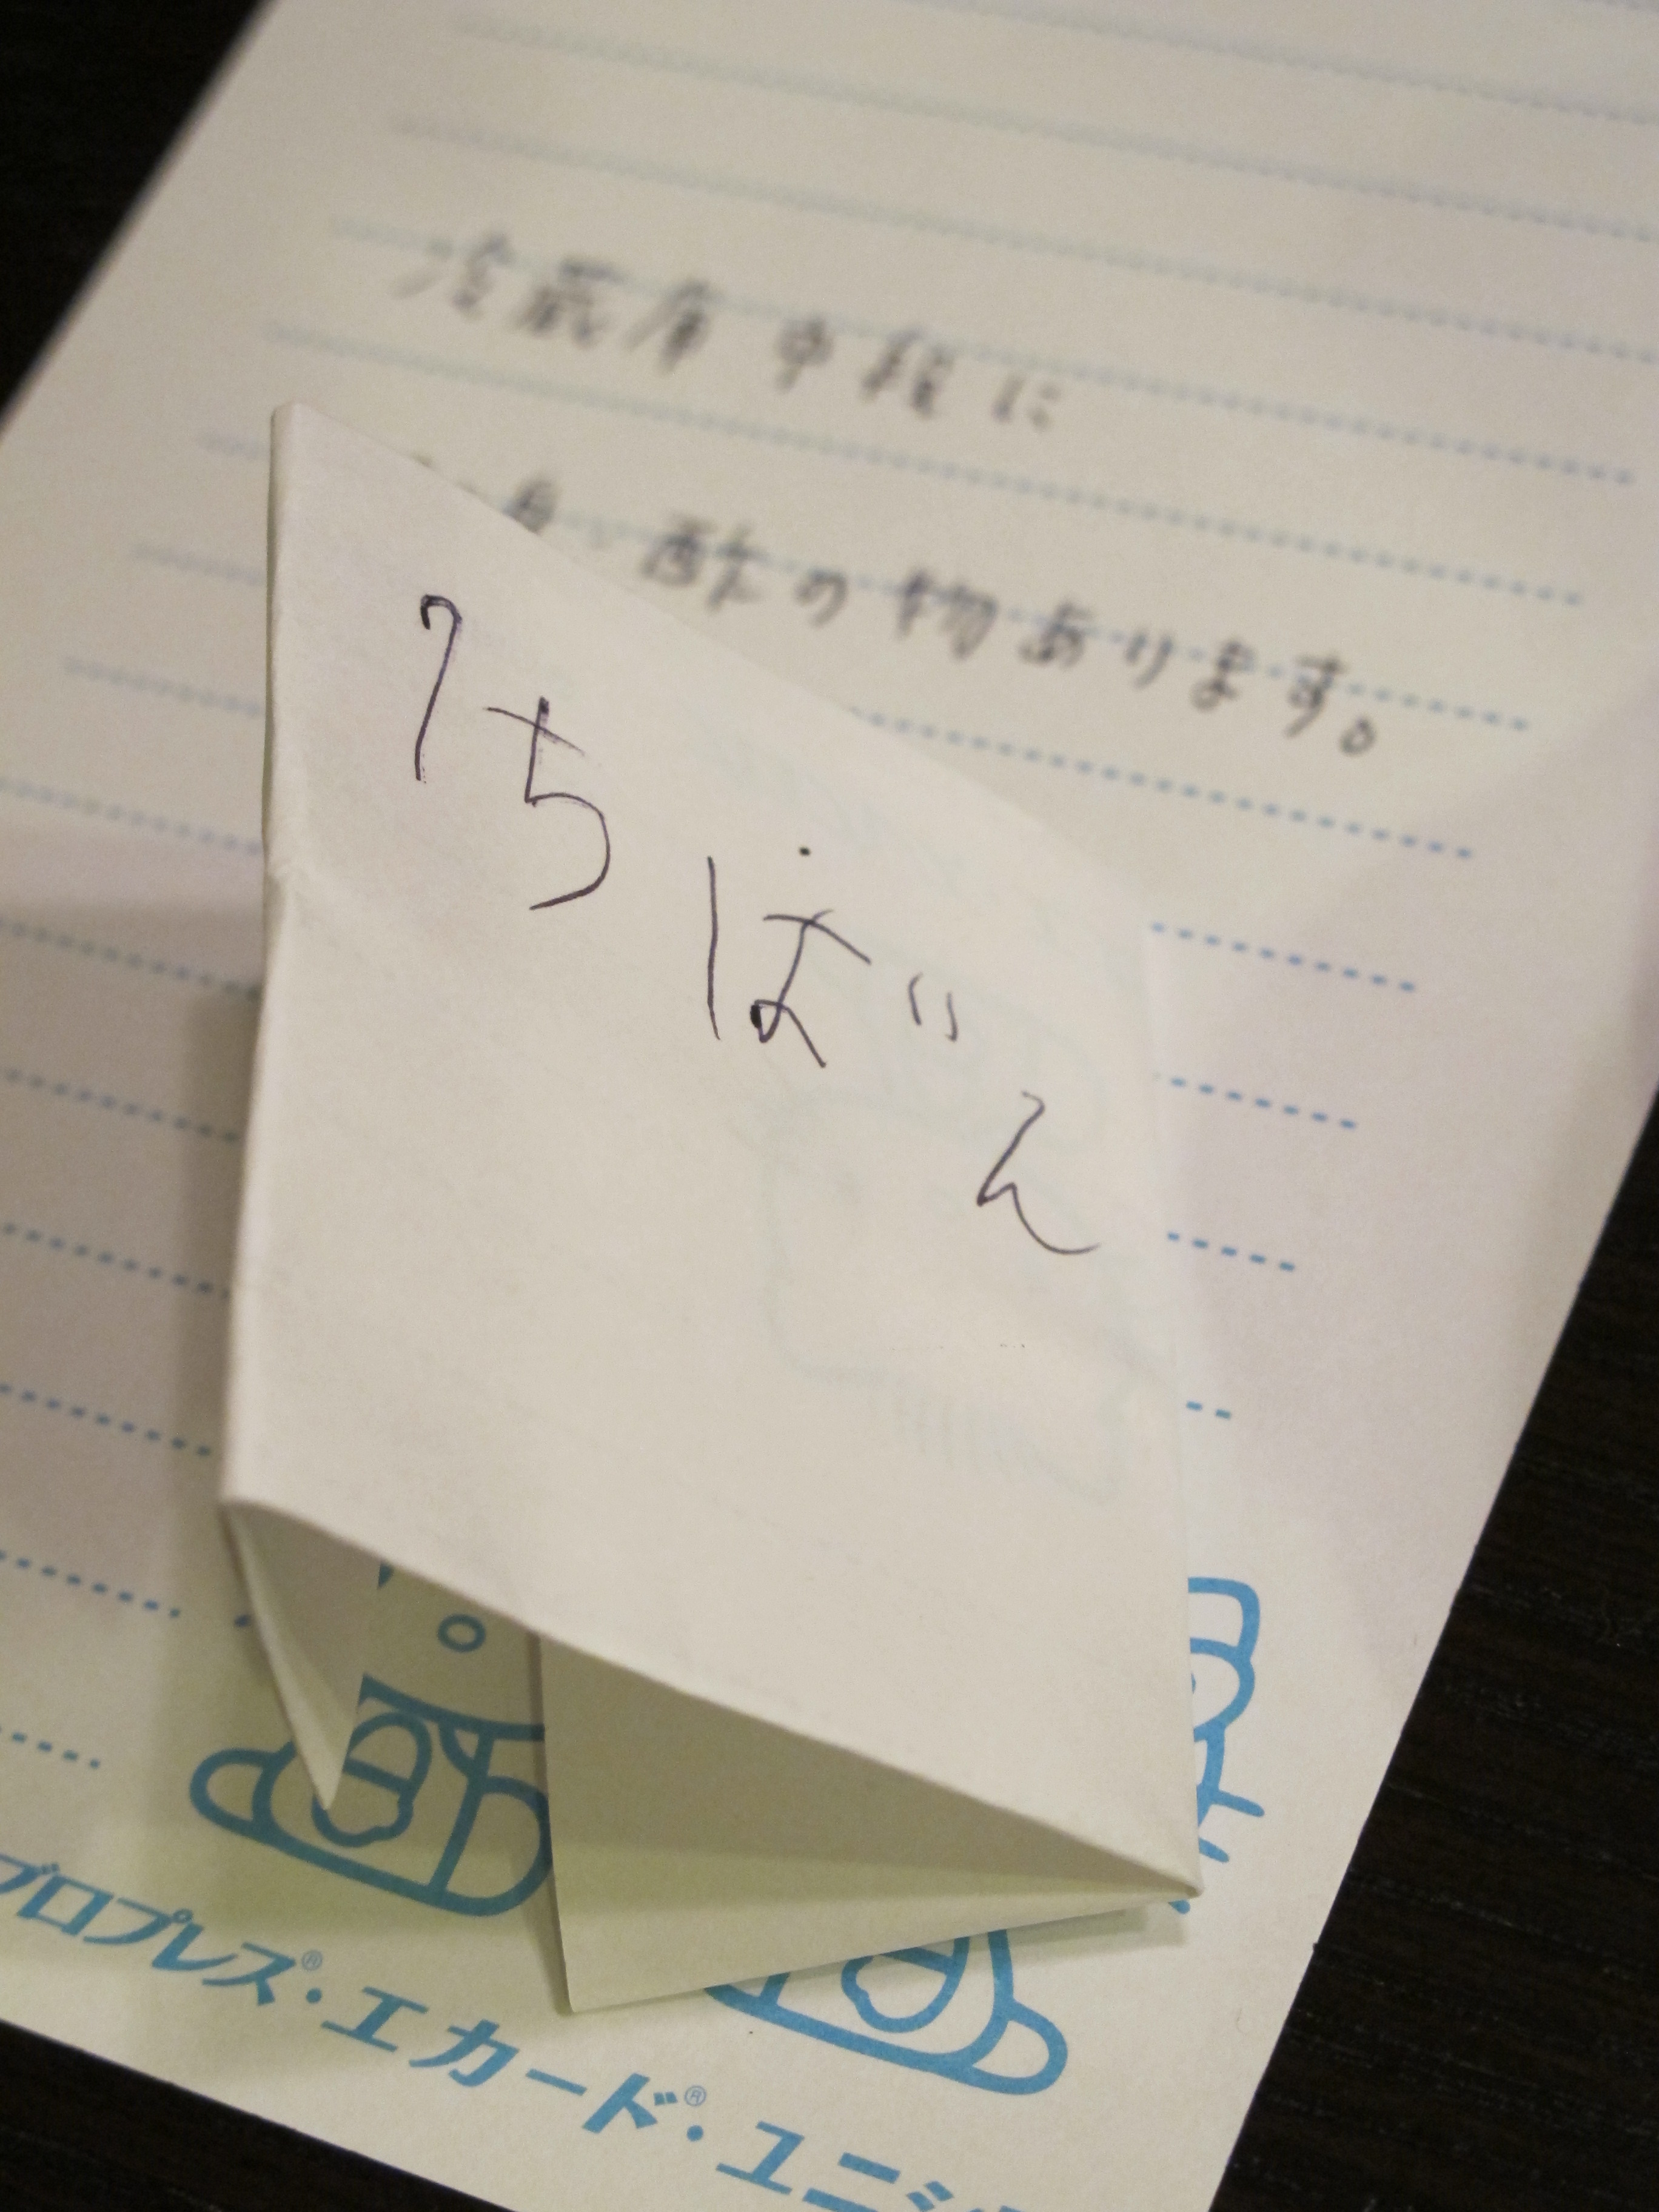 冷蔵庫中段に
酢の物あります。
1ちばん
ブロプレス®・エカード®・ユニシ